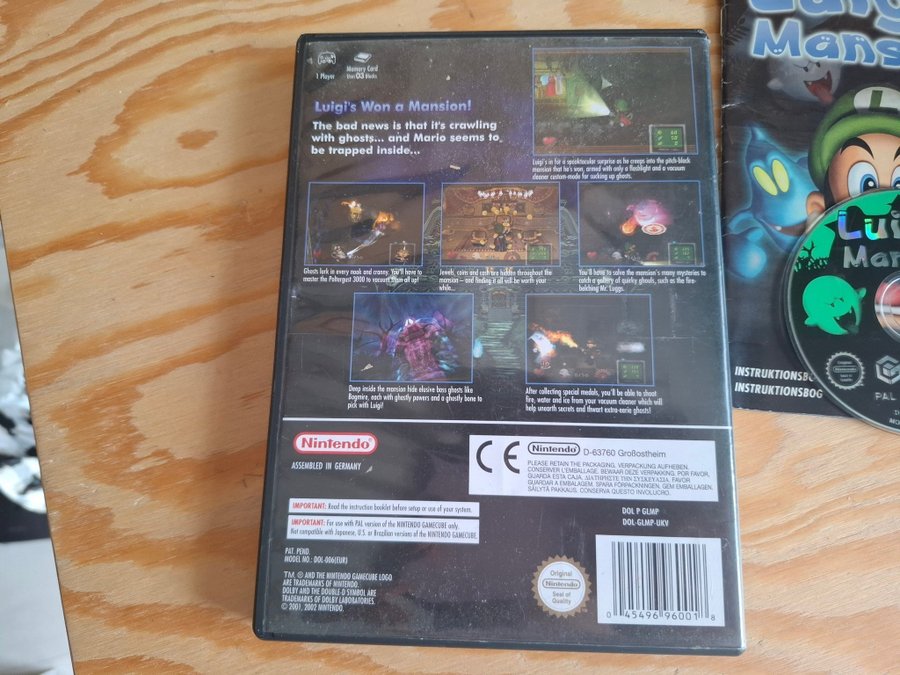 1 Player
Memory Card
Uses 03 Blocks
Luigi's Won a Mansion!
The bad news is that it's crawling
with ghosts... and Mario seems to
be trapped inside...
Luigi's in for a spooktacular surprise as he creeps into the pitch-black
mansion that he's won, armed with only a flashlight and a vacuum
cleaner custom-made for sucking up ghosts.
Ghosts lurk in every nook and cranny. You'll have to
master the Poltergust 3000 to vacuum them all up!
Jewels, coins and cash are hidden throughout the
mansion – and finding it all will be worth your
while...
You'll have to solve the mansion's many mysteries to
catch a gallery of quirky ghosts, such as the fire-
belching Mr. Luggs.
Deep inside the mansion hide elusive boss ghosts like
Bogmire, each with ghostly powers and a ghostly bone to
pick with Luigi!
After collecting special medals, you'll be able to shoot
fire, water and ice from your vacuum cleaner which will
help unearth secrets and thwart extra-eerie ghosts!
Nintendo®
ASSEMBLED IN GERMANY
CE Nintendo D-63760 Großostheim
PLEASE RETAIN THE PACKAGING. VERPACKUNG AUFHEBEN.
CONSERVER L'EMBALLAGE. BEWAAR DEZE VERPAKKING. POR FAVOR,
GUARDA ESTA CAJA. ΔΙΑΤΗΡΗΣΤΕ ΤΗΝ ΣΥΣΚΕΥΑΣΙΑ. FAVOR
GUARDAR A EMBALAGEM. SPARA FÖRPACKNINGEN. GEM EMBALLAGEN.
SÄILYTÄ PAKKAUS. CONSERVA QUESTO INVOLUCRO.
DOL P GLMP
DOL-GLMP-UKV
IMPORTANT: Read the instruction booklet before setup or use of your system.
IMPORTANT: For use with PAL version of the NINTENDO GAMECUBE only.
Not compatible with Japanese, U.S. or Brazilian versions of the NINTENDO GAMECUBE.
PAT. PEND.
MODEL NO.: DOL-006(EUR)
TM, ® AND THE NINTENDO GAMECUBE LOGO
ARE TRADEMARKS OF NINTENDO.
DOLBY AND THE DOUBLE-D SYMBOL ARE
TRADEMARKS OF DOLBY LABORATORIES.
© 2001, 2002 NINTENDO.
Original
Nintendo
Seal of
Quality
0 45496 96001 8
Luig
Mans
L
Lui
Man
INSTRUKTIONSBO
INSTRUKTIONSBOG
Nintendo
PAL